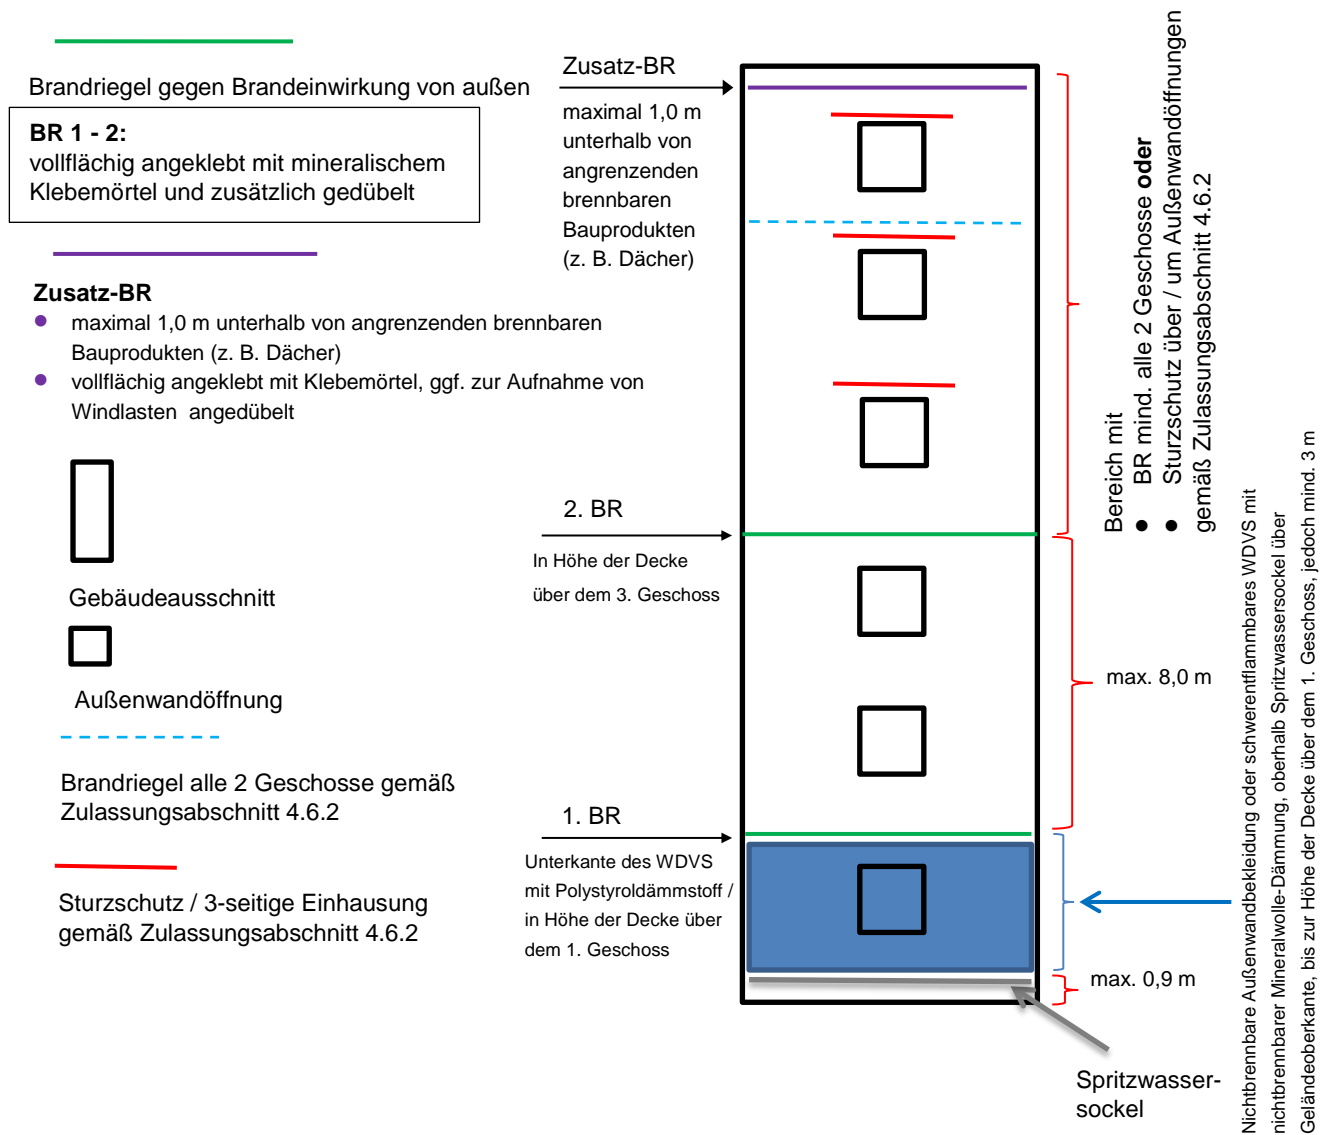 Brandriegel gegen Brandeinwirkung von außen
BR 1 - 2:
vollflächig angeklebt mit mineralischem
Klebemörtel und zusätzlich gedübelt
Zusatz-BR
● maximal 1,0 m unterhalb von angrenzenden brennbaren
Bauprodukten (z. B. Dächer)
● vollflächig angeklebt mit Klebemörtel, ggf. zur Aufnahme von
Windlasten angedübelt
Gebäudeausschnitt
Außenwandöffnung
Brandriegel alle 2 Geschosse gemäß
Zulassungsabschnitt 4.6.2
Sturzschutz / 3-seitige Einhausung
gemäß Zulassungsabschnitt 4.6.2
Zusatz-BR
maximal 1,0 m
unterhalb von
angrenzenden
brennbaren
Bauprodukten
(z. B. Dächer)
2. BR
In Höhe der Decke
über dem 3. Geschoss
1. BR
Unterkante des WDVS
mit Polystyroldämmstoff /
in Höhe der Decke über
dem 1. Geschoss
Bereich mit
● BR mind. alle 2 Geschosse oder
● Sturzschutz über / um Außenwandöffnungen
gemäß Zulassungsabschnitt 4.6.2
max. 8,0 m
max. 0,9 m
Spritzwasser-
sockel
Nichtbrennbare Außenwandbekleidung oder schwerentflammbares WDVS mit
nichtbrennbarer Mineralwolle-Dämmung, oberhalb Spritzwassersockel über
Geländeoberkante, bis zur Höhe der Decke über dem 1. Geschoss, jedoch mind. 3 m